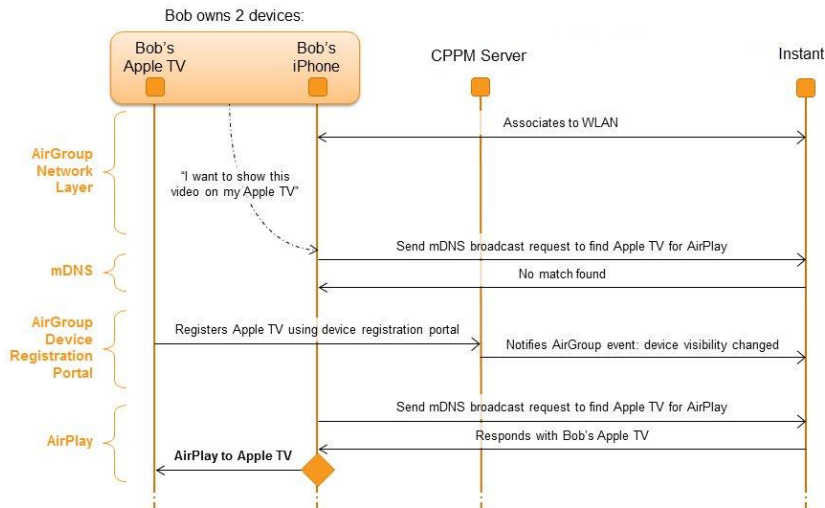 Bob owns 2 devices:
Bob's
Apple TV
Bob's
iPhone
CPPM Server
Instant
AirGroup
Network
Layer
Associates to WLAN
"I want to show this
video on my Apple TV"
mDNS
Send mDNS broadcast request to find Apple TV for AirPlay
No match found
AirGroup
Device
Registration
Portal
Registers Apple TV using device registration portal
Notifies AirGroup event: device visibility changed
AirPlay
Send mDNS broadcast request to find Apple TV for AirPlay
Responds with Bob's Apple TV
AirPlay to Apple TV